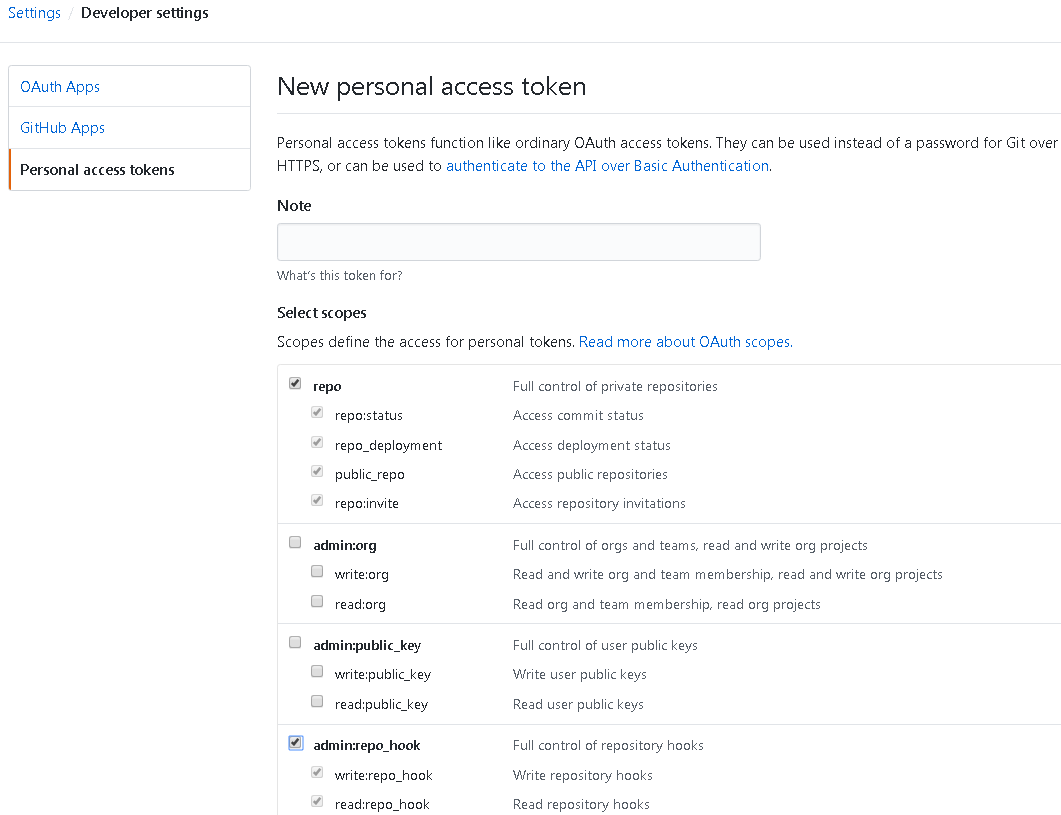 Settings / Developer settings
OAuth Apps
GitHub Apps
Personal access tokens
New personal access token
Personal access tokens function like ordinary OAuth access tokens. They can be used instead of a password for Git over
HTTPS, or can be used to authenticate to the API over Basic Authentication.
Note
What's this token for?
Select scopes
Scopes define the access for personal tokens. Read more about OAuth scopes.
repo Full control of private repositories
repo:status Access commit status
repo_deployment Access deployment status
public_repo Access public repositories
repo:invite Access repository invitations
admin:org Full control of orgs and teams, read and write org projects
write:org Read and write org and team membership, read and write org projects
read:org Read org and team membership, read org projects
admin:public_key Full control of user public keys
write:public_key Write user public keys
read:public_key Read user public keys
admin:repo_hook Full control of repository hooks
write:repo_hook Write repository hooks
read:repo_hook Read repository hooks